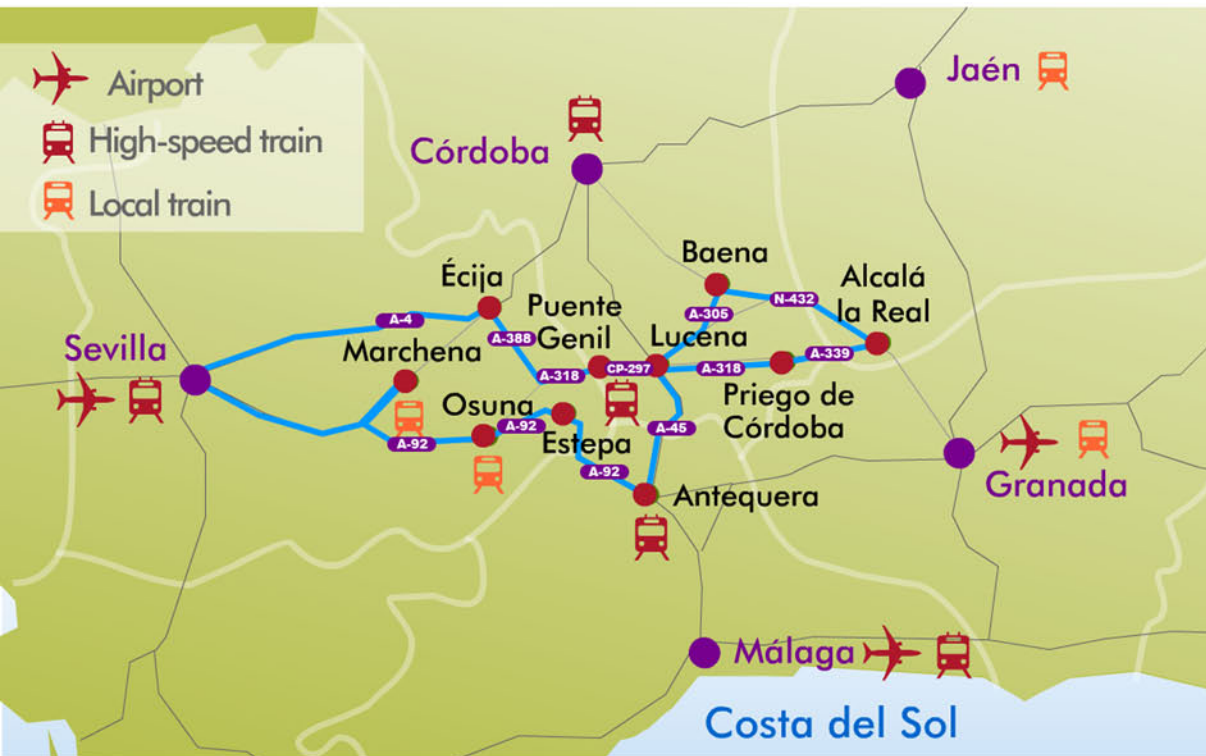 Airport
High-speed train
Local train
Jaén
Córdoba
Baena
Écija
Alcalá
la Real
N-432
Puente
Genil
A-305
A-4
A-388
Lucena
Sevilla
Marchena
A-339
A-318
CP-297
A-318
Priego de
Córdoba
Osuna
A-92
A-92
Estepa
A-45
A-92
Antequera
Granada
Málaga
Costa del Sol